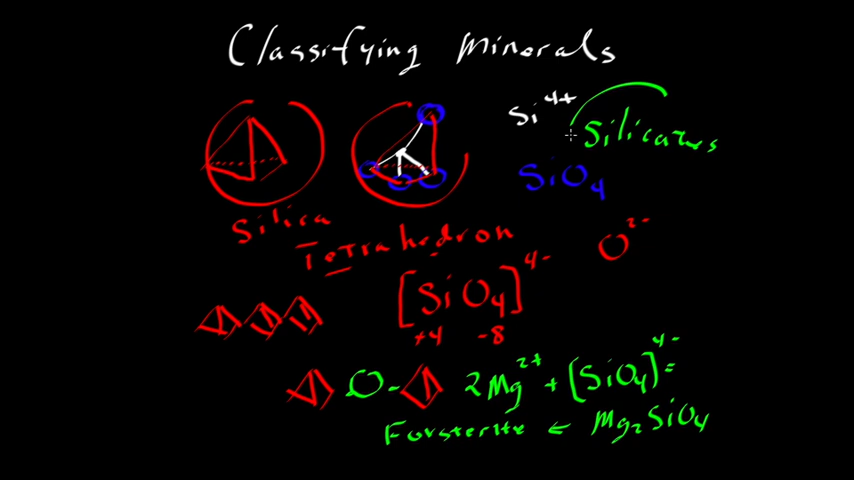 Classifying Minerals
Si⁴⁺
Silicates
SiO₄
Silica
Tetrahedron
O²⁻
[SiO₄]⁴⁻
+4 -8
O - 2Mg²⁺ + [SiO₄]⁴⁻ =
Forsterite ← Mg₂SiO₄